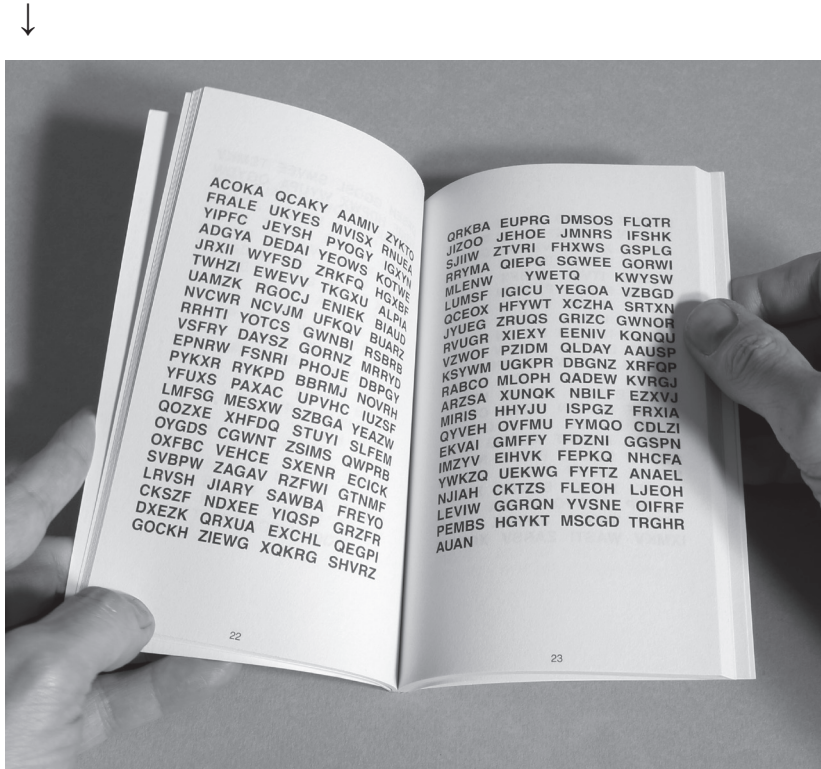 ACOKA QCAKY AAMIV ZYKTO
FRALE UKYES MVISX RNUEA
YIPFC JEYSH PYOGY IGXYN
ADGYA DEDAI YEOWS KOTWE
JRXII WYFSD ZRKFQ HGXBF
TWHZI EWEVV TKGXU ALPIA
UAMZK RGOCJ ENIEK BIAUD
NVCWR NCVJM UFKQV BUARZ
RRHTI YOTCS GWNBI RSBRB
VSFRY DAYSZ GORNZ MRRYD
EPNRW FSNRI PHOJE DBPGY
PYKXR RYKPD BBRMJ NOVRH
YFUXS PAXAC UPVHC IUZSF
LMFSG MESXW SZBGA YEAZW
QOZXE XHFDQ STUYI SLFEM
OYGDS CGWNT ZSIMS QWPRB
OXFBC VEHCE SXENR ECICK
SVBPW ZAGAV RZFWI GTNMF
LRVSH JIARY SAWBA FREYO
CKSZF NDXEE YIQSP GRZFR
DXEZK QRXUA EXCHL QEGPI
GOCKH ZIEWG XQKRG SHVRZ
22
QRKBA EUPRG DMSOS FLQTR
JIZOO JEHOE JMNRS IFSHK
SJIIW ZTVRI FHXWS GSPLG
RRYMA QIEPG SGWEE GORWI
MLENW YWETQ KWYSW
LUMSF IGICU YEGOA VZBGD
QCEOX HFYWT XCZHA SRTXN
JYUEG ZRUQS GRIZC GWNOR
RVUGR XIEXY EENIV KQNQU
VZWOF PZIDM QLDAY AAUSP
KSYWM UGKPR DBGNZ XRFQP
RABCO MLOPH QADEW KVRGJ
ARZSA XUNQK NBILF EZXVJ
MIRIS HHYJU ISPGZ FRXIA
QYVEH OVFMU FYMQO CDLZI
EKVAI GMFFY FDZNI GGSPN
IMZYV EIHVK FEPKQ NHCFA
YWKZQ UEKWG FYFTZ ANAEL
NJIAH CKTZS FLEOH LJEOH
LEVIW GGRQN YVSNE OIFRF
PEMBS HGYKT MSCGD TRGHR
AUAN
23